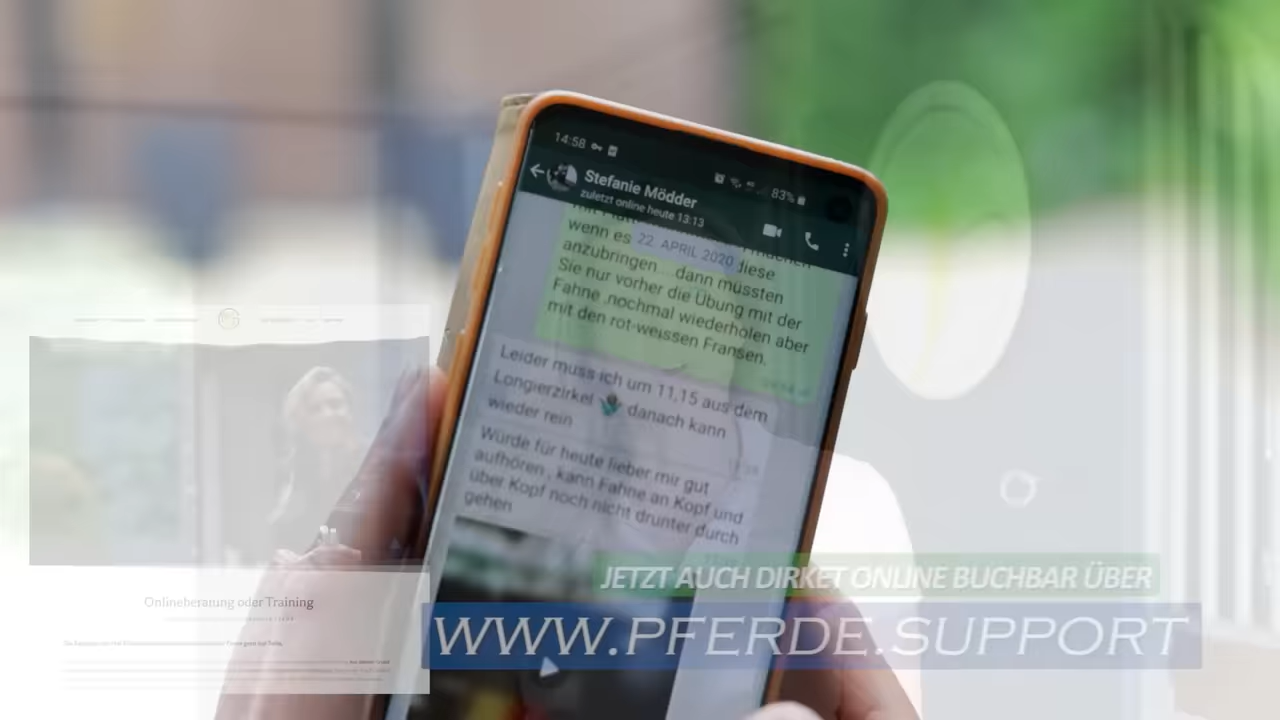 14:58
83%
Stefanie Mödder
zuletzt online heute 13:13
wenn es
22. APRIL 2020
diese
anzubringen ...dann müssten
Sie nur vorher die Übung mit der
Fahne ,nochmal wiederholen aber
mit den rot-weissen Fransen.
Leider muss ich um 11,15 aus dem
Longierzirkel danach kann
wieder rein
Würde für heute lieber mir gut
aufhören , kann Fahne an Kopf und
über Kopf noch nicht drunter durch
gehen
JETZT AUCH DIRKET ONLINE BUCHBAR ÜBER
WWW.PFERDE.SUPPORT
Onlineberatung oder Training